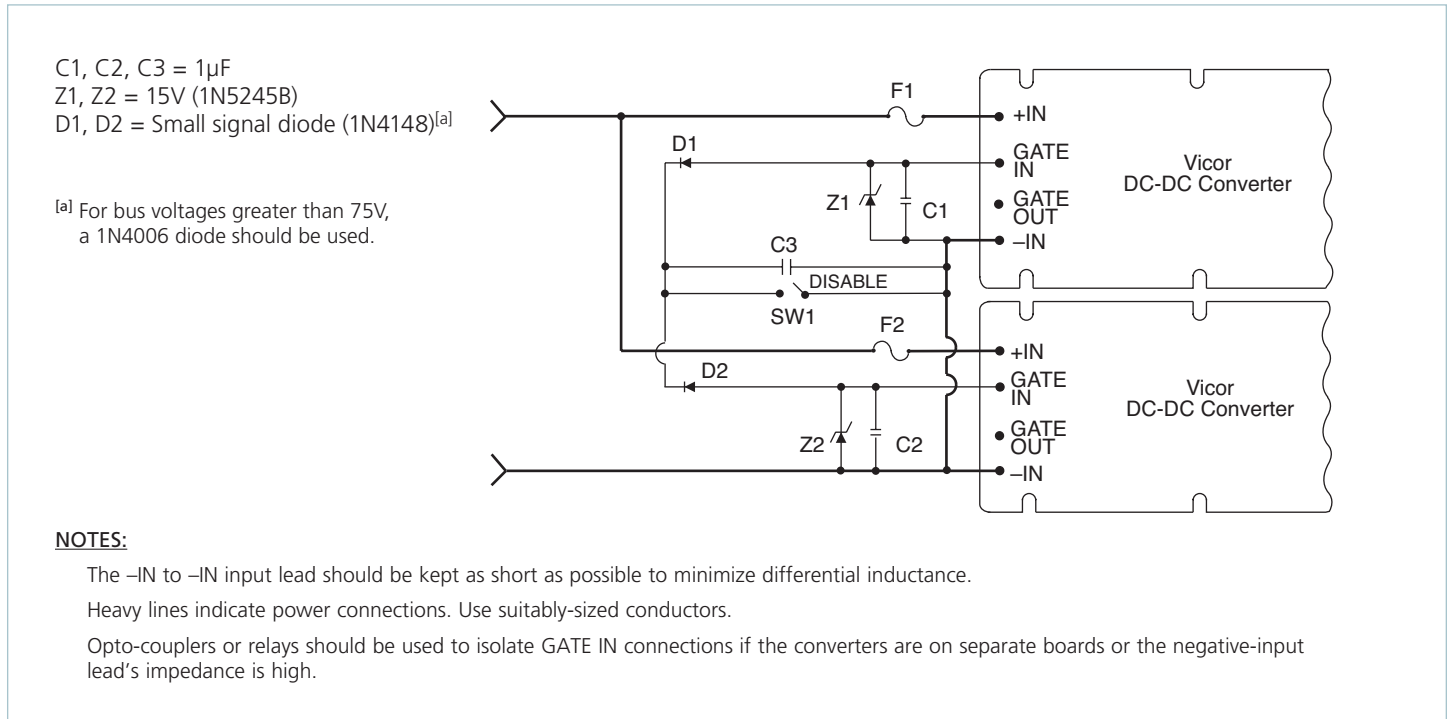 C1, C2, C3 = 1µF
Z1, Z2 = 15V (1N5245B)
D1, D2 = Small signal diode (1N4148)[a]
[a] For bus voltages greater than 75V,
a 1N4006 diode should be used.
F1
+IN
D1
GATE
IN
Vicor
DC-DC Converter
Z1
C1
GATE
OUT
–IN
C3
DISABLE
SW1
F2
+IN
D2
GATE
IN
Vicor
DC-DC Converter
Z2
C2
GATE
OUT
–IN
NOTES:
The –IN to –IN input lead should be kept as short as possible to minimize differential inductance.
Heavy lines indicate power connections. Use suitably-sized conductors.
Opto-couplers or relays should be used to isolate GATE IN connections if the converters are on separate boards or the negative-input
lead's impedance is high.